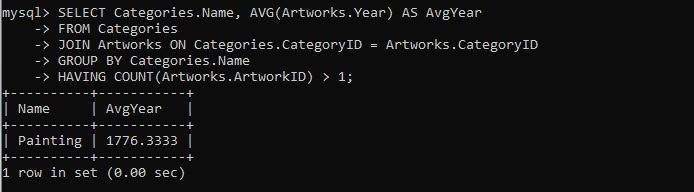 mysql> SELECT Categories.Name, AVG(Artworks.Year) AS AvgYear
    -> FROM Categories
    -> JOIN Artworks ON Categories.CategoryID = Artworks.CategoryID
    -> GROUP BY Categories.Name
    -> HAVING COUNT(Artworks.ArtworkID) > 1;
+----------+-----------+
| Name     | AvgYear   |
+----------+-----------+
| Painting | 1776.3333 |
+----------+-----------+
1 row in set (0.00 sec)